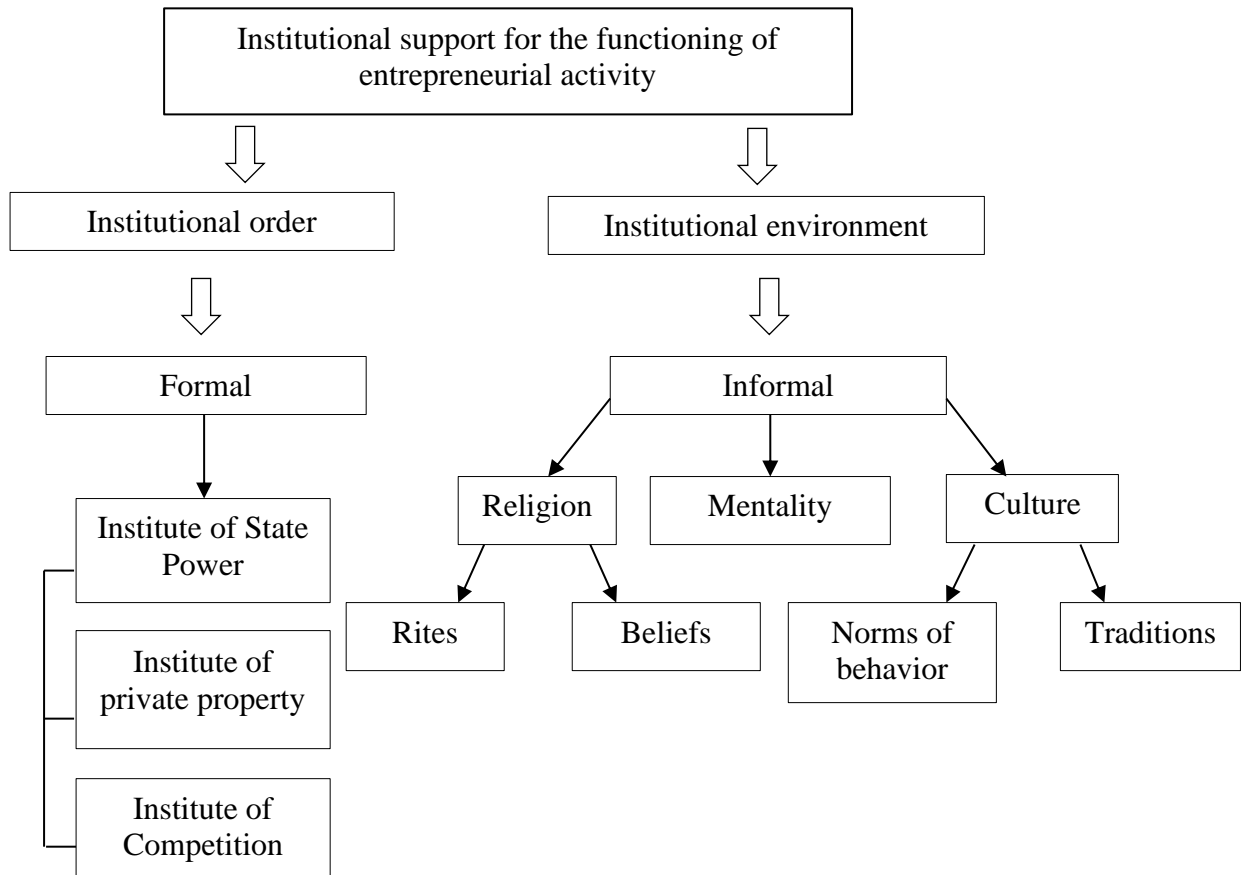 Institutional support for the functioning of
entrepreneurial activity
Institutional order
Institutional environment
Formal
Informal
Institute of State
Power
Institute of
private property
Institute of
Competition
Religion
Mentality
Culture
Rites
Beliefs
Norms of
behavior
Traditions